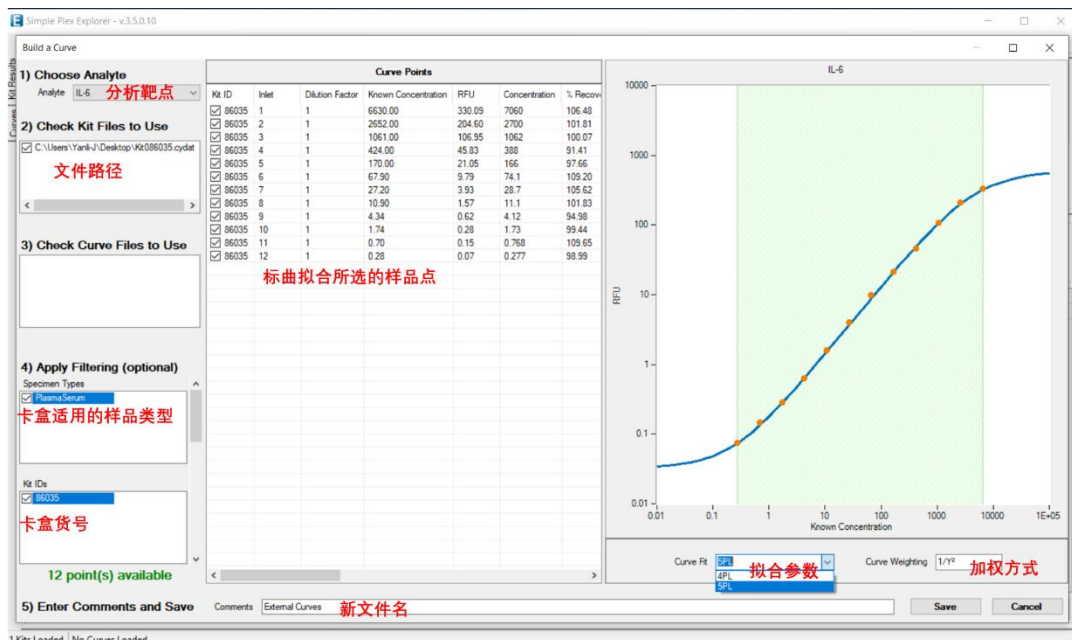 Simple Plex Explorer - v.3.5.0.10
Build a Curve
Kit Results
Curves
1) Choose Analyte
Analyte IL-6 分析靶点
2) Check Kit Files to Use
C:\Users\Yanli-J\Desktop\Kit086035.cydat
文件路径
3) Check Curve Files to Use
4) Apply Filtering (optional)
Specimen Types
PlasmaSerum
卡盒适用的样品类型
Kit IDs
86035
卡盒货号
12 point(s) available
Curve Points
Kit ID Inlet Dilution Factor Known Concentration RFU Concentration % Recov
86035 1 1 6630.00 330.09 7060 106.48
86035 2 1 2652.00 204.60 2700 101.81
86035 3 1 1061.00 106.95 1062 100.07
86035 4 1 424.00 45.83 388 91.41
86035 5 1 170.00 21.05 166 97.66
86035 6 1 67.90 9.79 74.1 109.20
86035 7 1 27.20 3.93 28.7 105.62
86035 8 1 10.90 1.57 11.1 101.83
86035 9 1 4.34 0.62 4.12 94.98
86035 10 1 1.74 0.28 1.73 99.44
86035 11 1 0.70 0.15 0.768 109.65
86035 12 1 0.28 0.07 0.277 98.99
标曲拟合所选的样品点
IL-6
10000
1000
100
10
1
0.1
0.01
RFU
0.01 0.1 1 10 100 1000 10000 1E+05
Known Concentration
Curve Fit 5PL Curve Weighting 1/Y² 加权方式
4PL
5PL
拟合参数
5) Enter Comments and Save Comments External Curves 新文件名 Save Cancel
1 Kits Loaded No Curves Loaded